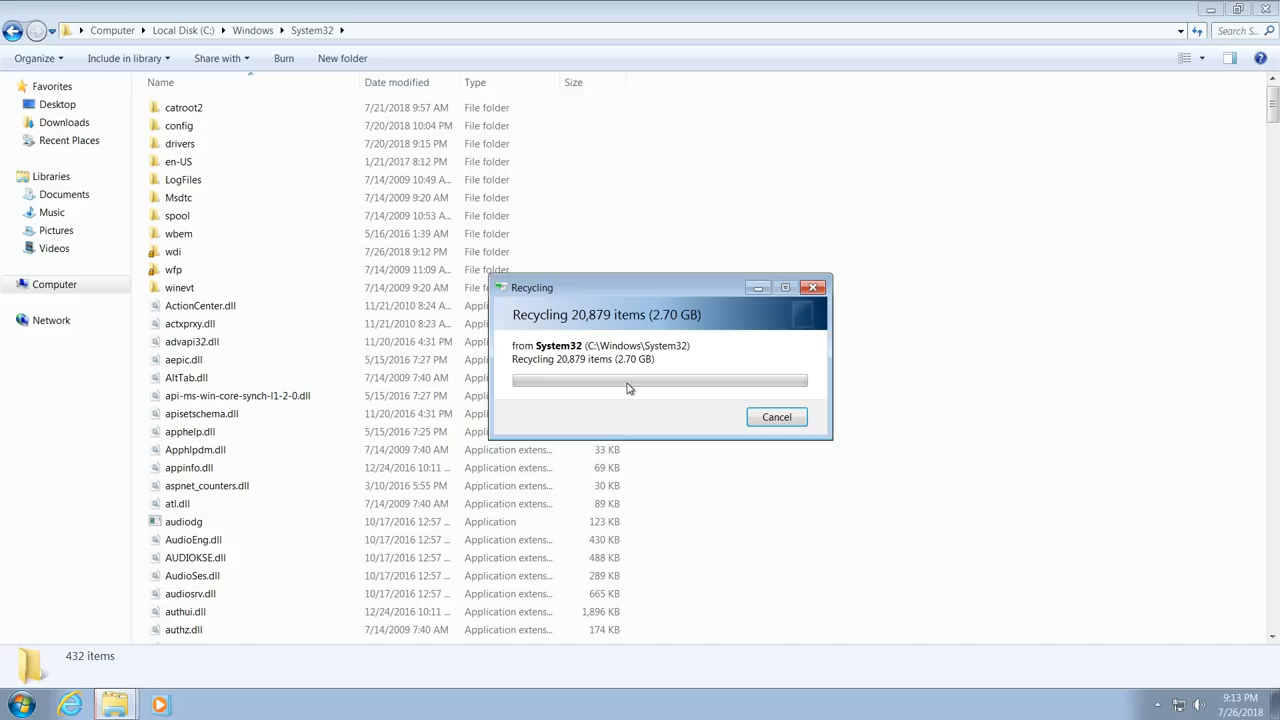 Computer Local Disk (C:) Windows System32
Search S...
Organize Include in library Share with Burn New folder
Name Date modified Type Size
Favorites
Desktop
Downloads
Recent Places
Libraries
Documents
Music
Pictures
Videos
Computer
Network
catroot2 7/21/2018 9:57 AM File folder
config 7/20/2018 10:04 PM File folder
drivers 7/20/2018 9:15 PM File folder
en-US 1/21/2017 8:12 PM File folder
LogFiles 7/14/2009 10:49 A... File folder
Msdtc 7/14/2009 9:20 AM File folder
spool 7/14/2009 10:53 A... File folder
wbem 5/16/2016 1:39 AM File folder
wdi 7/26/2018 9:12 PM File folder
wfp 7/14/2009 11:09 A... File folder
winevt 7/14/2009 9:20 AM File folder
ActionCenter.dll 11/21/2010 8:24 A...
actxprxy.dll 11/21/2010 8:23 A...
advapi32.dll 11/20/2016 4:31 PM
aepic.dll 5/15/2016 7:27 PM
AltTab.dll 7/14/2009 7:40 AM
api-ms-win-core-synch-l1-2-0.dll 5/15/2016 7:27 PM
apisetschema.dll 11/20/2016 4:31 PM
apphelp.dll 5/15/2016 7:25 PM
Apphlpdm.dll 7/14/2009 7:40 AM Application extens... 33 KB
appinfo.dll 12/24/2016 10:11 ... Application extens... 69 KB
aspnet_counters.dll 3/10/2016 5:55 PM Application extens... 30 KB
atl.dll 7/14/2009 7:40 AM Application extens... 89 KB
audiodg 10/17/2016 12:57 ... Application 123 KB
AudioEng.dll 10/17/2016 12:57 ... Application extens... 430 KB
AUDIOKSE.dll 10/17/2016 12:57 ... Application extens... 488 KB
AudioSes.dll 10/17/2016 12:57 ... Application extens... 289 KB
audiosrv.dll 10/17/2016 12:57 ... Application extens... 665 KB
authui.dll 12/24/2016 10:11 ... Application extens... 1,896 KB
authz.dll 7/14/2009 7:40 AM Application extens... 174 KB
Recycling
Recycling 20,879 items (2.70 GB)
from System32 (C:\Windows\System32)
Recycling 20,879 items (2.70 GB)
Cancel
432 items
9:13 PM
7/26/2018